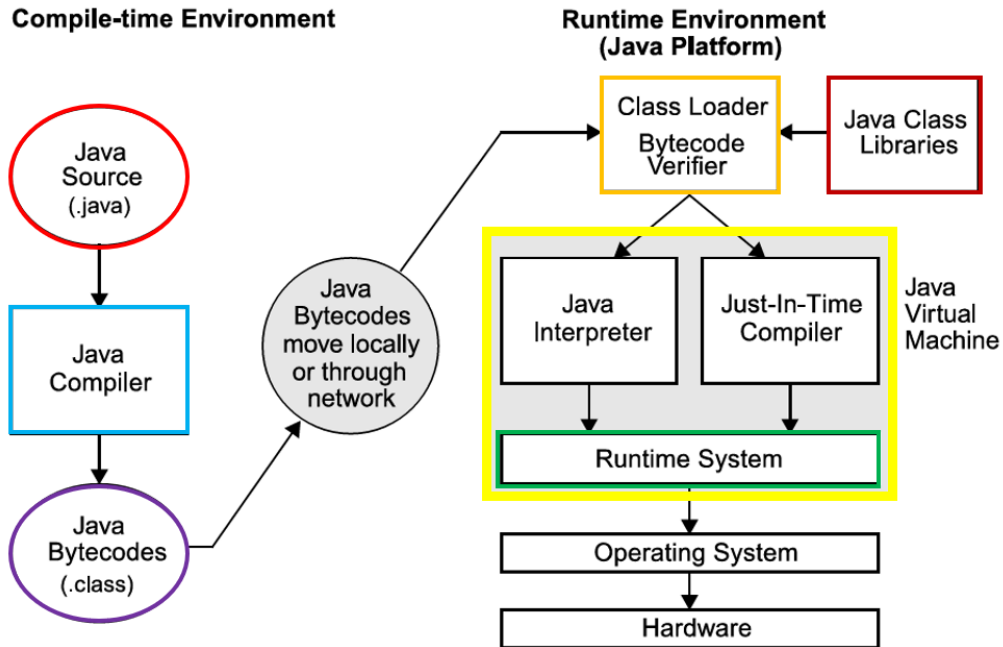 Compile-time Environment
Runtime Environment
(Java Platform)
Java
Source
(.java)
Java
Compiler
Java
Bytecodes
(.class)
Java
Bytecodes
move locally
or through
network
Class Loader
Bytecode
Verifier
Java Class
Libraries
Java
Interpreter
Just-In-Time
Compiler
Java
Virtual
Machine
Runtime System
Operating System
Hardware